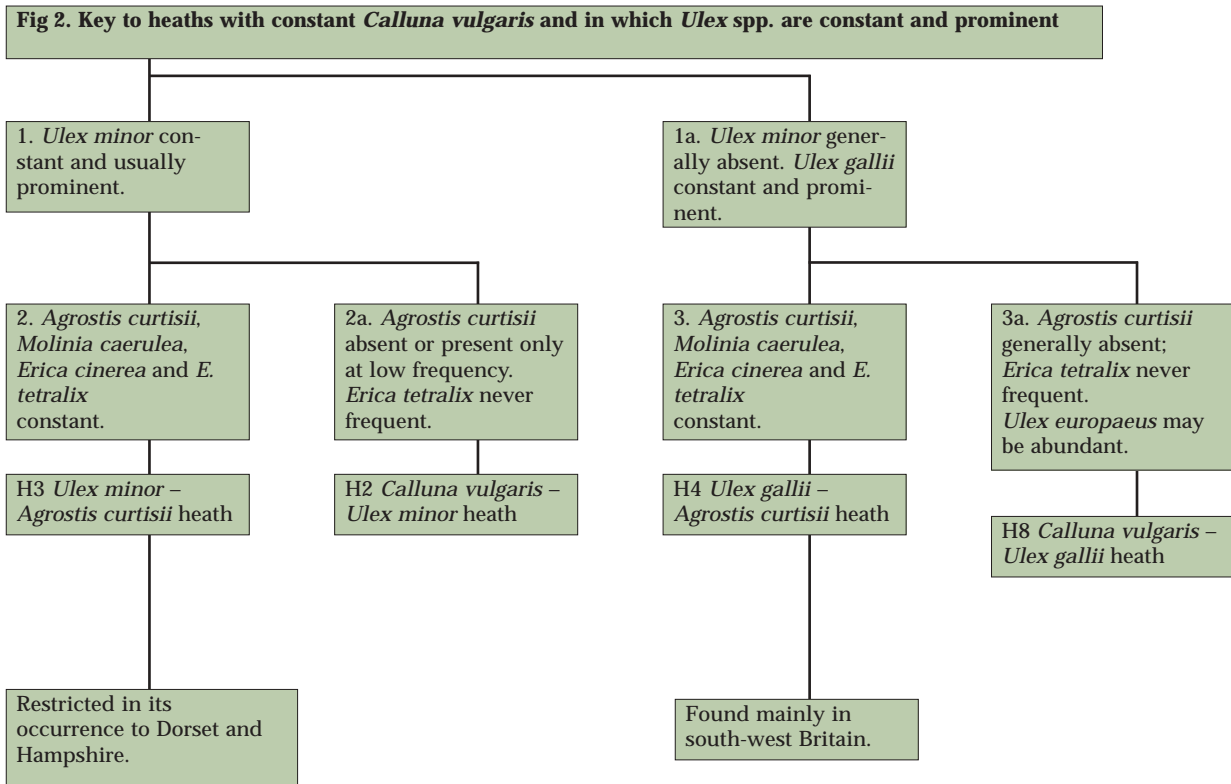 Fig 2. Key to heaths with constant Calluna vulgaris and in which Ulex spp. are constant and prominent
1. Ulex minor con-
stant and usually
prominent.
1a. Ulex minor gener-
ally absent. Ulex gallii
constant and promi-
nent.
2. Agrostis curtisii,
Molinia caerulea,
Erica cinerea and E.
tetralix
constant.
2a. Agrostis curtisii
absent or present only
at low frequency.
Erica tetralix never
frequent.
3. Agrostis curtisii,
Molinia caerulea,
Erica cinerea and E.
tetralix
constant.
3a. Agrostis curtisii
generally absent;
Erica tetralix never
frequent.
Ulex europaeus may
be abundant.
H3 Ulex minor –
Agrostis curtisii heath
H2 Calluna vulgaris –
Ulex minor heath
H4 Ulex gallii –
Agrostis curtisii heath
H8 Calluna vulgaris –
Ulex gallii heath
Restricted in its
occurrence to Dorset and
Hampshire.
Found mainly in
south-west Britain.